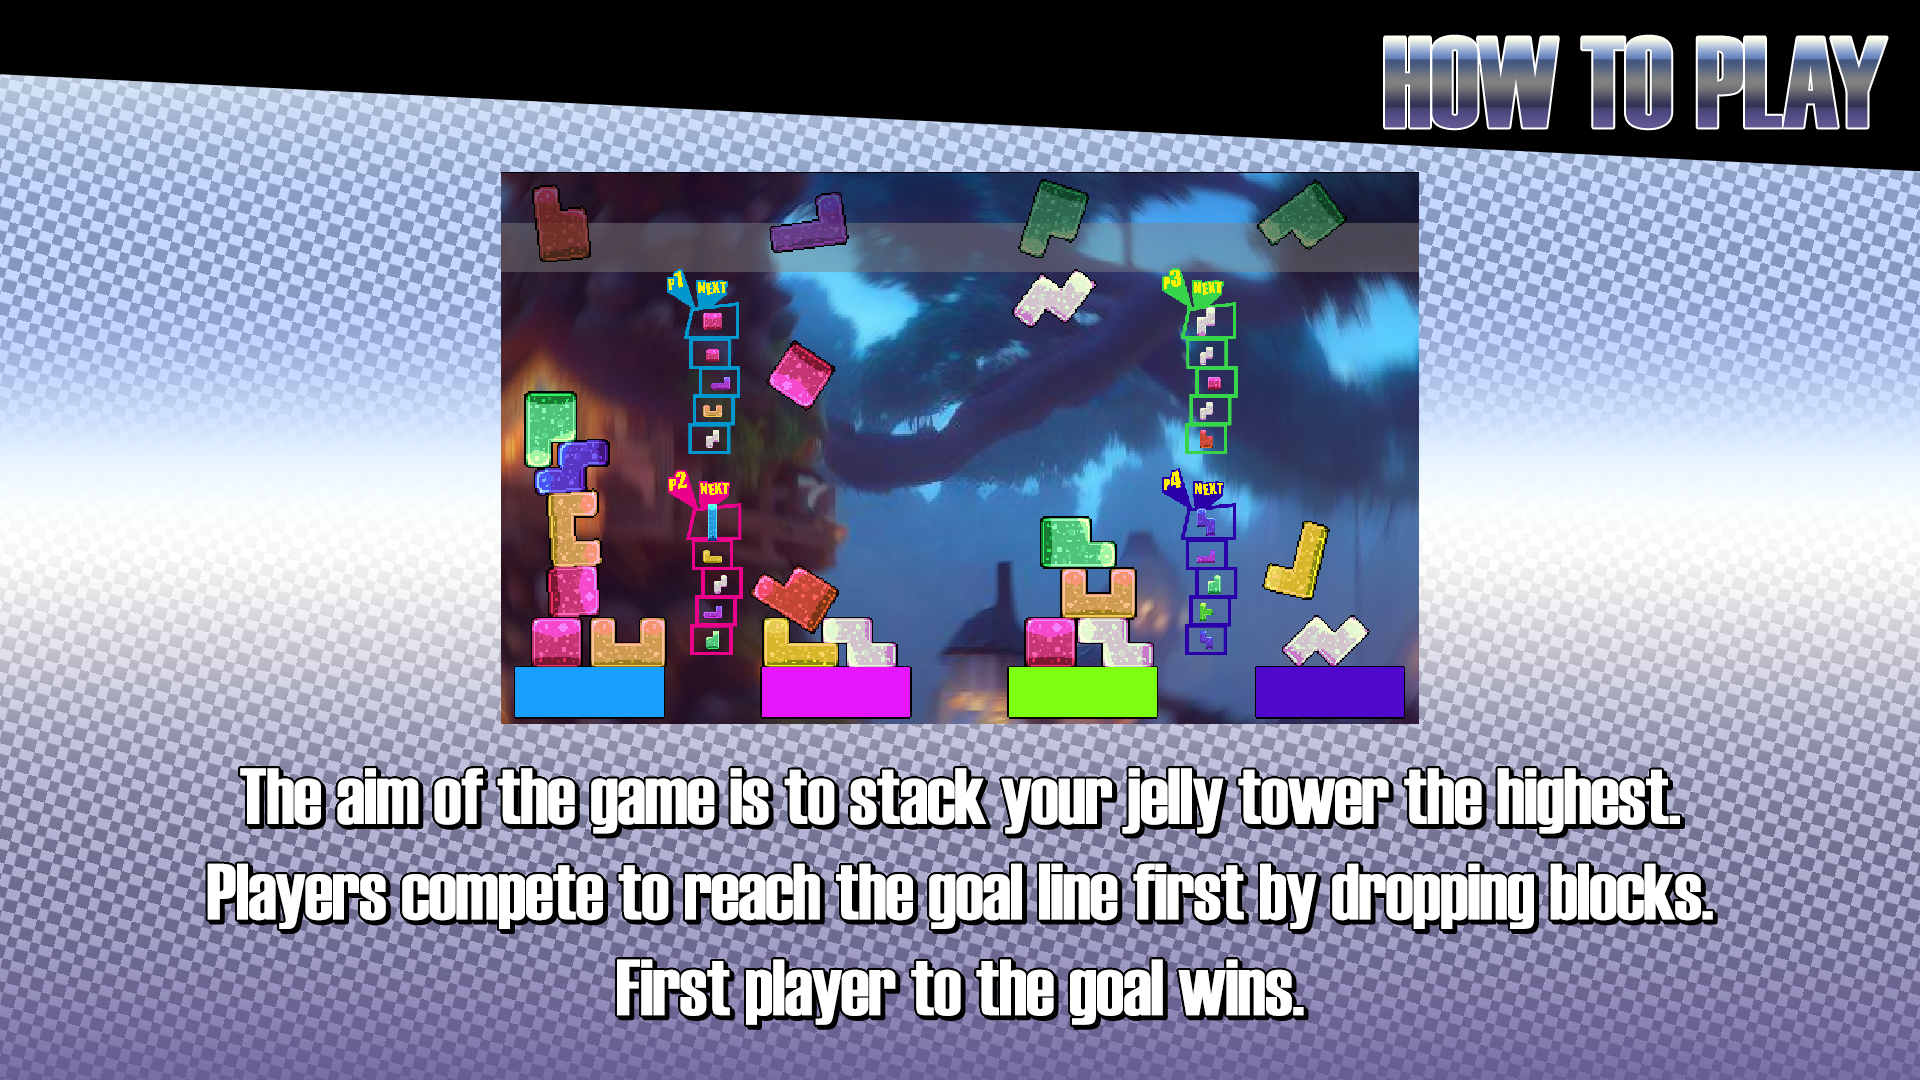 HOW TO PLAY
P1 NEXT
P3 NEXT
P2 NEXT
P4 NEXT
The aim of the game is to stack your jelly tower the highest.
Players compete to reach the goal line first by dropping blocks.
First player to the goal wins.